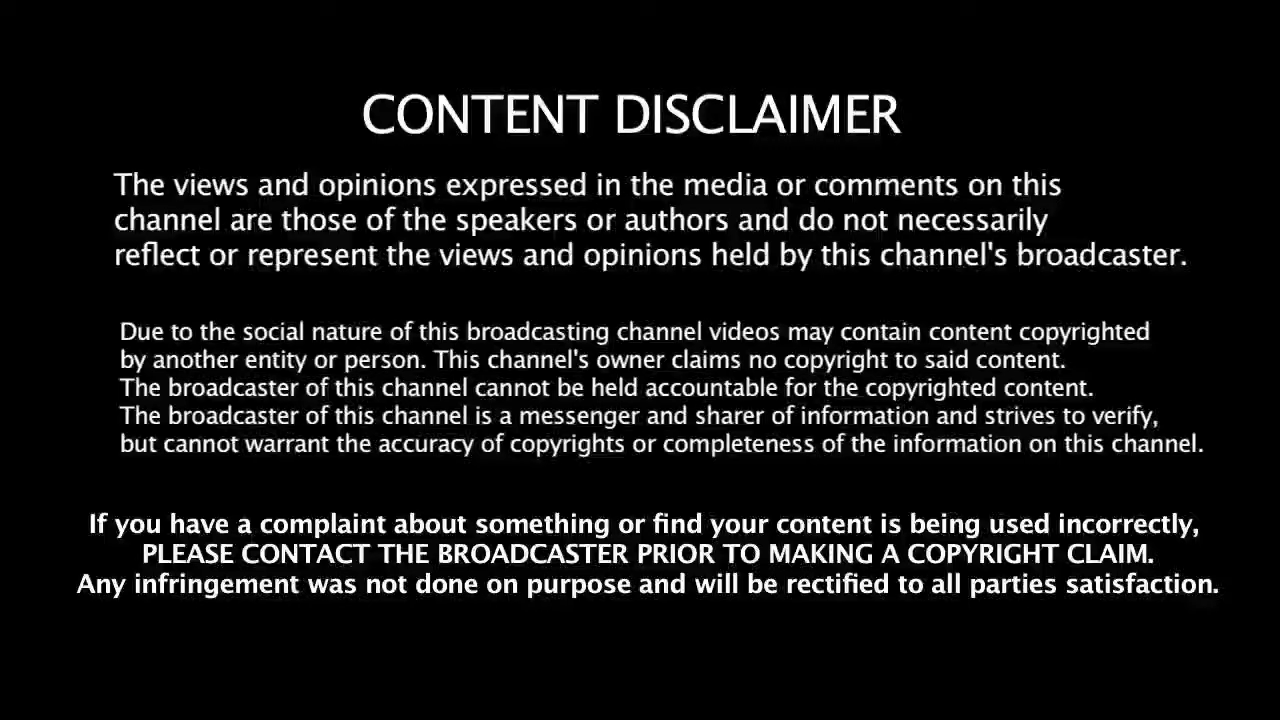 CONTENT DISCLAIMER
The views and opinions expressed in the media or comments on this
channel are those of the speakers or authors and do not necessarily
reflect or represent the views and opinions held by this channel's broadcaster.
Due to the social nature of this broadcasting channel videos may contain content copyrighted
by another entity or person. This channel's owner claims no copyright to said content.
The broadcaster of this channel cannot be held accountable for the copyrighted content.
The broadcaster of this channel is a messenger and sharer of information and strives to verify,
but cannot warrant the accuracy of copyrights or completeness of the information on this channel.
If you have a complaint about something or find your content is being used incorrectly,
PLEASE CONTACT THE BROADCASTER PRIOR TO MAKING A COPYRIGHT CLAIM.
Any infringement was not done on purpose and will be rectified to all parties satisfaction.